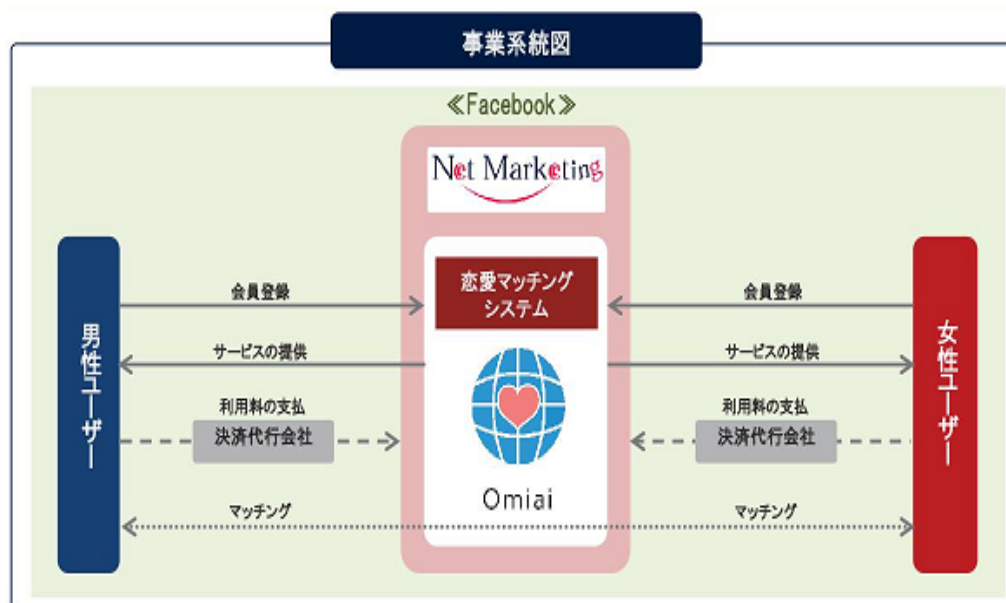 事業系統図
≪Facebook≫
Net Marketing
恋愛マッチング
システム
Omiai
男性ユーザー
会員登録
サービスの提供
利用料の支払
決済代行会社
マッチング
会員登録
サービスの提供
利用料の支払
決済代行会社
マッチング
女性ユーザー